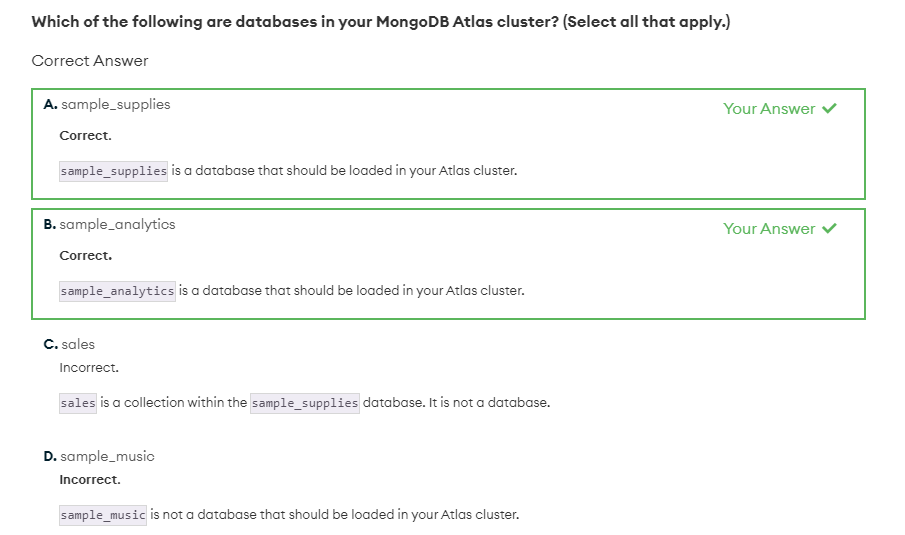 Which of the following are databases in your MongoDB Atlas cluster? (Select all that apply.)
Correct Answer
A. sample_supplies
Your Answer ✔
Correct.
sample_supplies is a database that should be loaded in your Atlas cluster.
B. sample_analytics
Your Answer ✔
Correct.
sample_analytics is a database that should be loaded in your Atlas cluster.
C. sales
Incorrect.
sales is a collection within the sample_supplies database. It is not a database.
D. sample_music
Incorrect.
sample_music is not a database that should be loaded in your Atlas cluster.